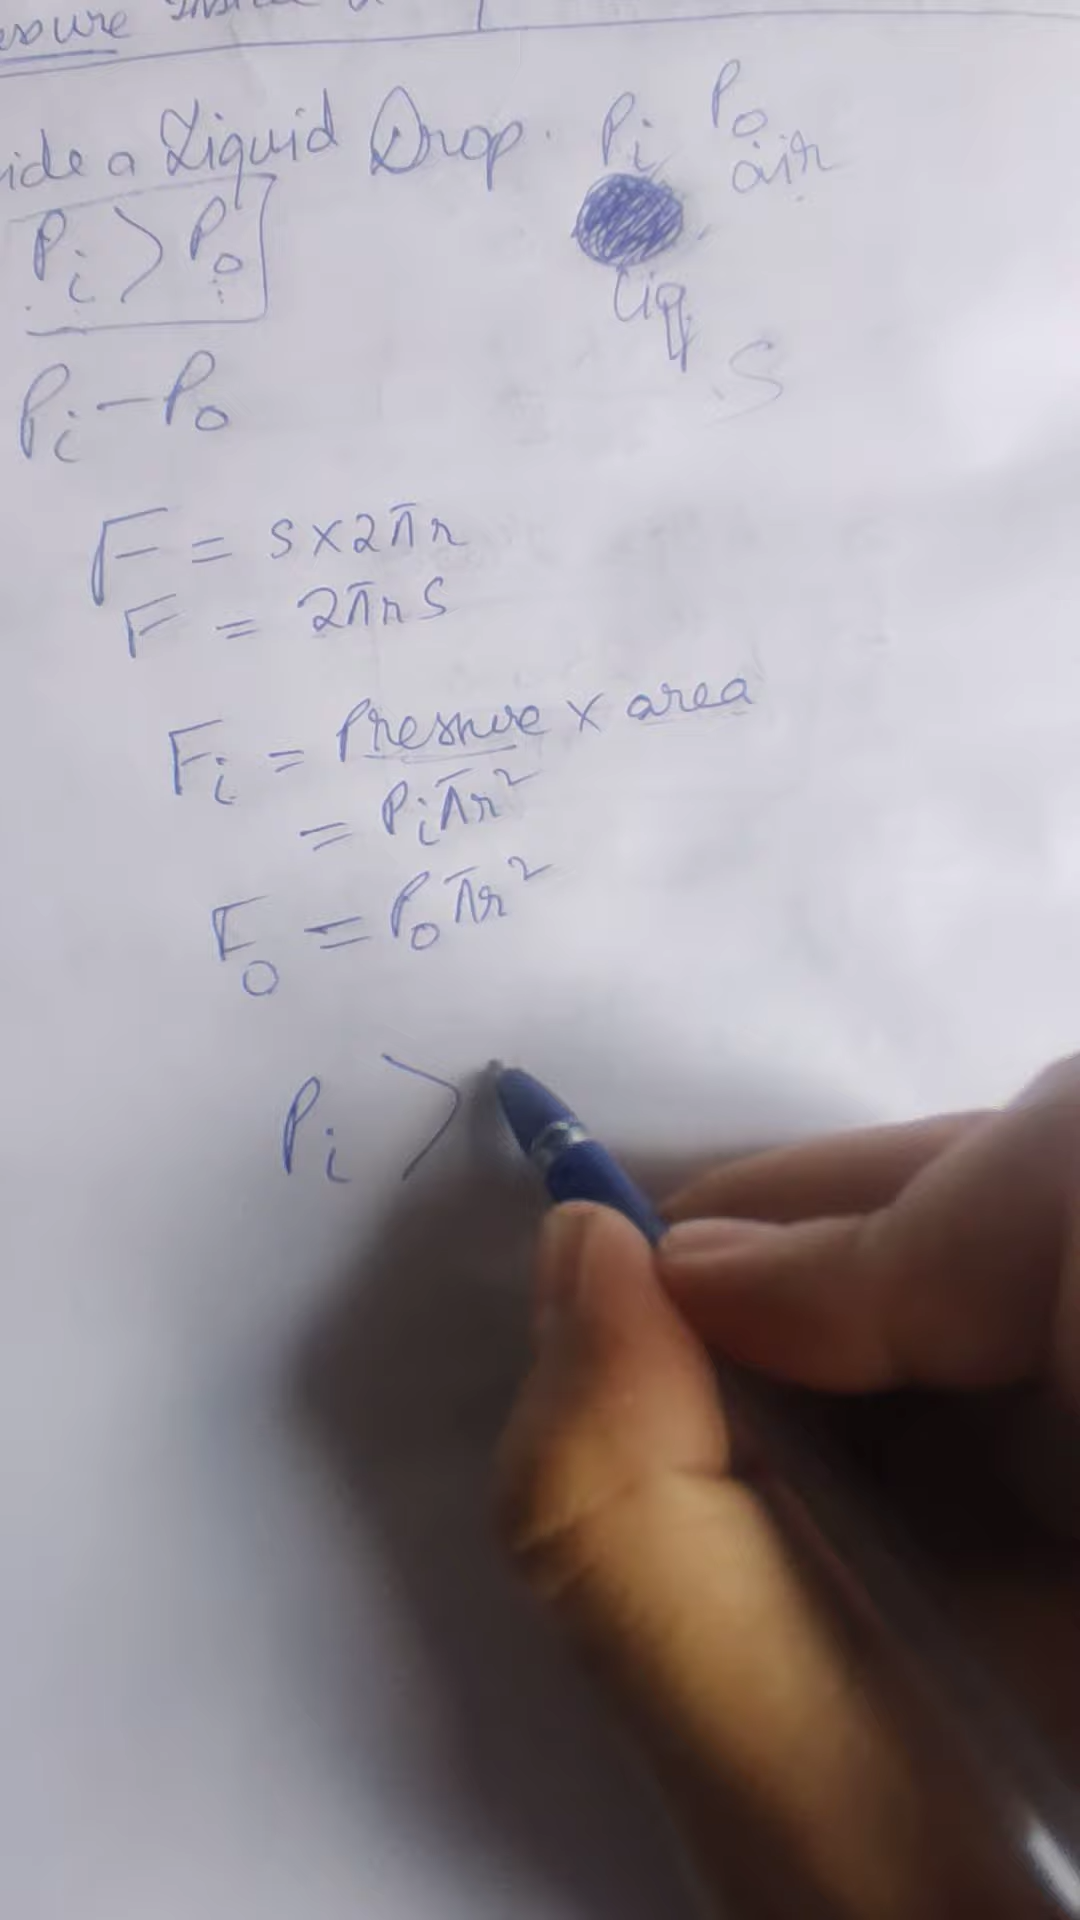 a Liquid Drop. Pi Po
air
Pi > Po
Liq
S
Pi - Po
F = S × 2πr
F = 2πrS
Fi = Pressure × area
= Piπr²
Fo = Poπr²
Pi >